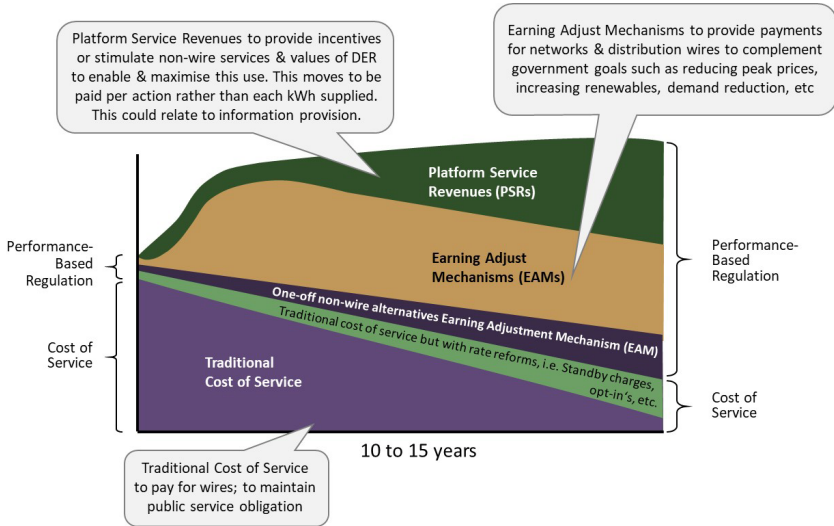 Platform Service Revenues to provide incentives
or stimulate non-wire services & values of DER
to enable & maximise this use. This moves to be
paid per action rather than each kWh supplied.
This could relate to information provision.
Earning Adjust Mechanisms to provide payments
for networks & distribution wires to complement
government goals such as reducing peak prices,
increasing renewables, demand reduction, etc
Platform Service
Revenues (PSRs)
Performance-
Based
Regulation
Earning Adjust
Mechanisms (EAMs)
Performance-
Based
Regulation
One-off non-wire alternatives Earning Adjustment Mechanism (EAM)
Traditional cost of service but with rate reforms, i.e. Standby charges,
opt-in's, etc.
Cost of
Service
Traditional
Cost of Service
Cost of
Service
10 to 15 years
Traditional Cost of Service
to pay for wires; to maintain
public service obligation